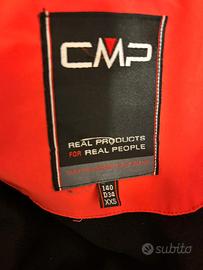 CMP
REAL PRODUCTS
FOR REAL PEOPLE
140
D34
XXS
subito